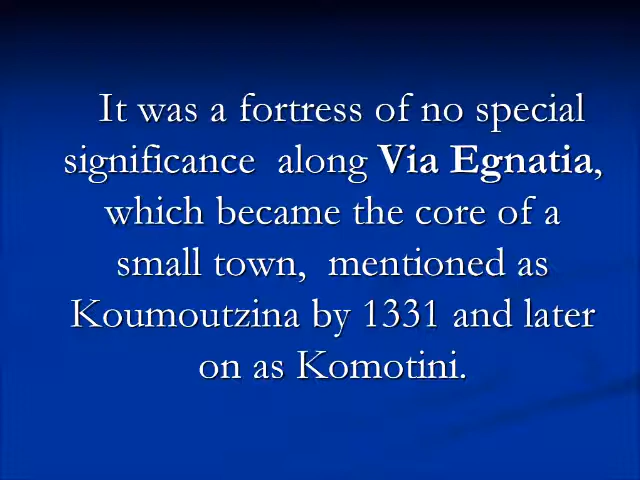 It was a fortress of no special
significance along Via Egnatia,
which became the core of a
small town, mentioned as
Koumoutzina by 1331 and later
on as Komotini.